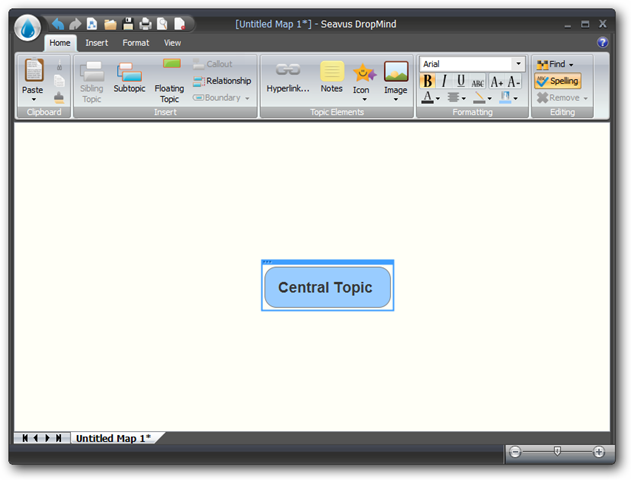 [Untitled Map 1*] - Seavus DropMind
Home Insert Format View
Paste
Clipboard
Sibling Topic
Subtopic
Floating Topic
Callout
Relationship
Boundary
Insert
Hyperlink...
Notes
Icon
Image
Topic Elements
Arial
B I U ABC A+ A-
A
Formatting
Find
ABC Spelling
Remove
Editing
Central Topic
Untitled Map 1*